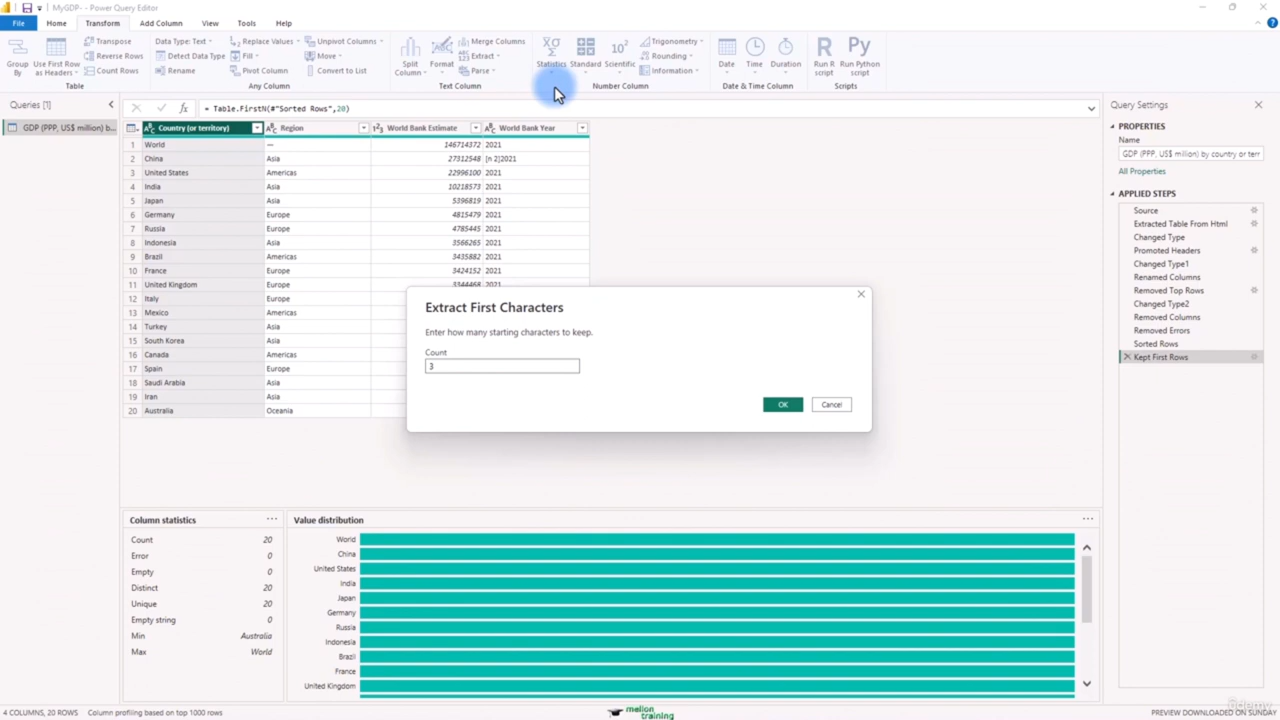 MyGDP- - Power Query Editor
File Home Transform Add Column View Tools Help
Group By
Use First Row as Headers
Transpose
Reverse Rows
Count Rows
Table
Data Type: Text
Detect Data Type
Rename
Replace Values
Fill
Pivot Column
Unpivot Columns
Move
Convert to List
Any Column
Split Column
Format
Merge Columns
Extract
Parse
Text Column
Statistics
Standard
Scientific
Trigonometry
Rounding
Information
Number Column
Date
Time
Duration
Date & Time Column
Run R script
Run Python script
Scripts
Queries [1]
GDP (PPP, US$ million) b...
= Table.FirstN(#"Sorted Rows",20)
Country (or territory) Region World Bank Estimate World Bank Year
1 World — 146714372 2021
2 China Asia 27312548 [n 2]2021
3 United States Americas 22996100 2021
4 India Asia 10218573 2021
5 Japan Asia 5396819 2021
6 Germany Europe 4815479 2021
7 Russia Europe 4785445 2021
8 Indonesia Asia 3566265 2021
9 Brazil Americas 3435882 2021
10 France Europe 3424152 2021
11 United Kingdom Europe 3344468 2021
12 Italy Europe
13 Mexico Americas
14 Turkey Asia
15 South Korea Asia
16 Canada Americas
17 Spain Europe
18 Saudi Arabia Asia
19 Iran Asia
20 Australia Oceania
Extract First Characters
Enter how many starting characters to keep.
Count
3
OK Cancel
Query Settings
PROPERTIES
Name
GDP (PPP, US$ million) by country or terr
All Properties
APPLIED STEPS
Source
Extracted Table From Html
Changed Type
Promoted Headers
Changed Type1
Renamed Columns
Removed Top Rows
Changed Type2
Removed Columns
Removed Errors
Sorted Rows
Kept First Rows
Column statistics
Count 20
Error 0
Empty 0
Distinct 20
Unique 20
Empty string 0
Min Australia
Max World
Value distribution
World
China
United States
India
Japan
Germany
Russia
Indonesia
Brazil
France
United Kingdom
4 COLUMNS, 20 ROWS Column profiling based on top 1000 rows
malion training
PREVIEW DOWNLOADED ON SUNDAY